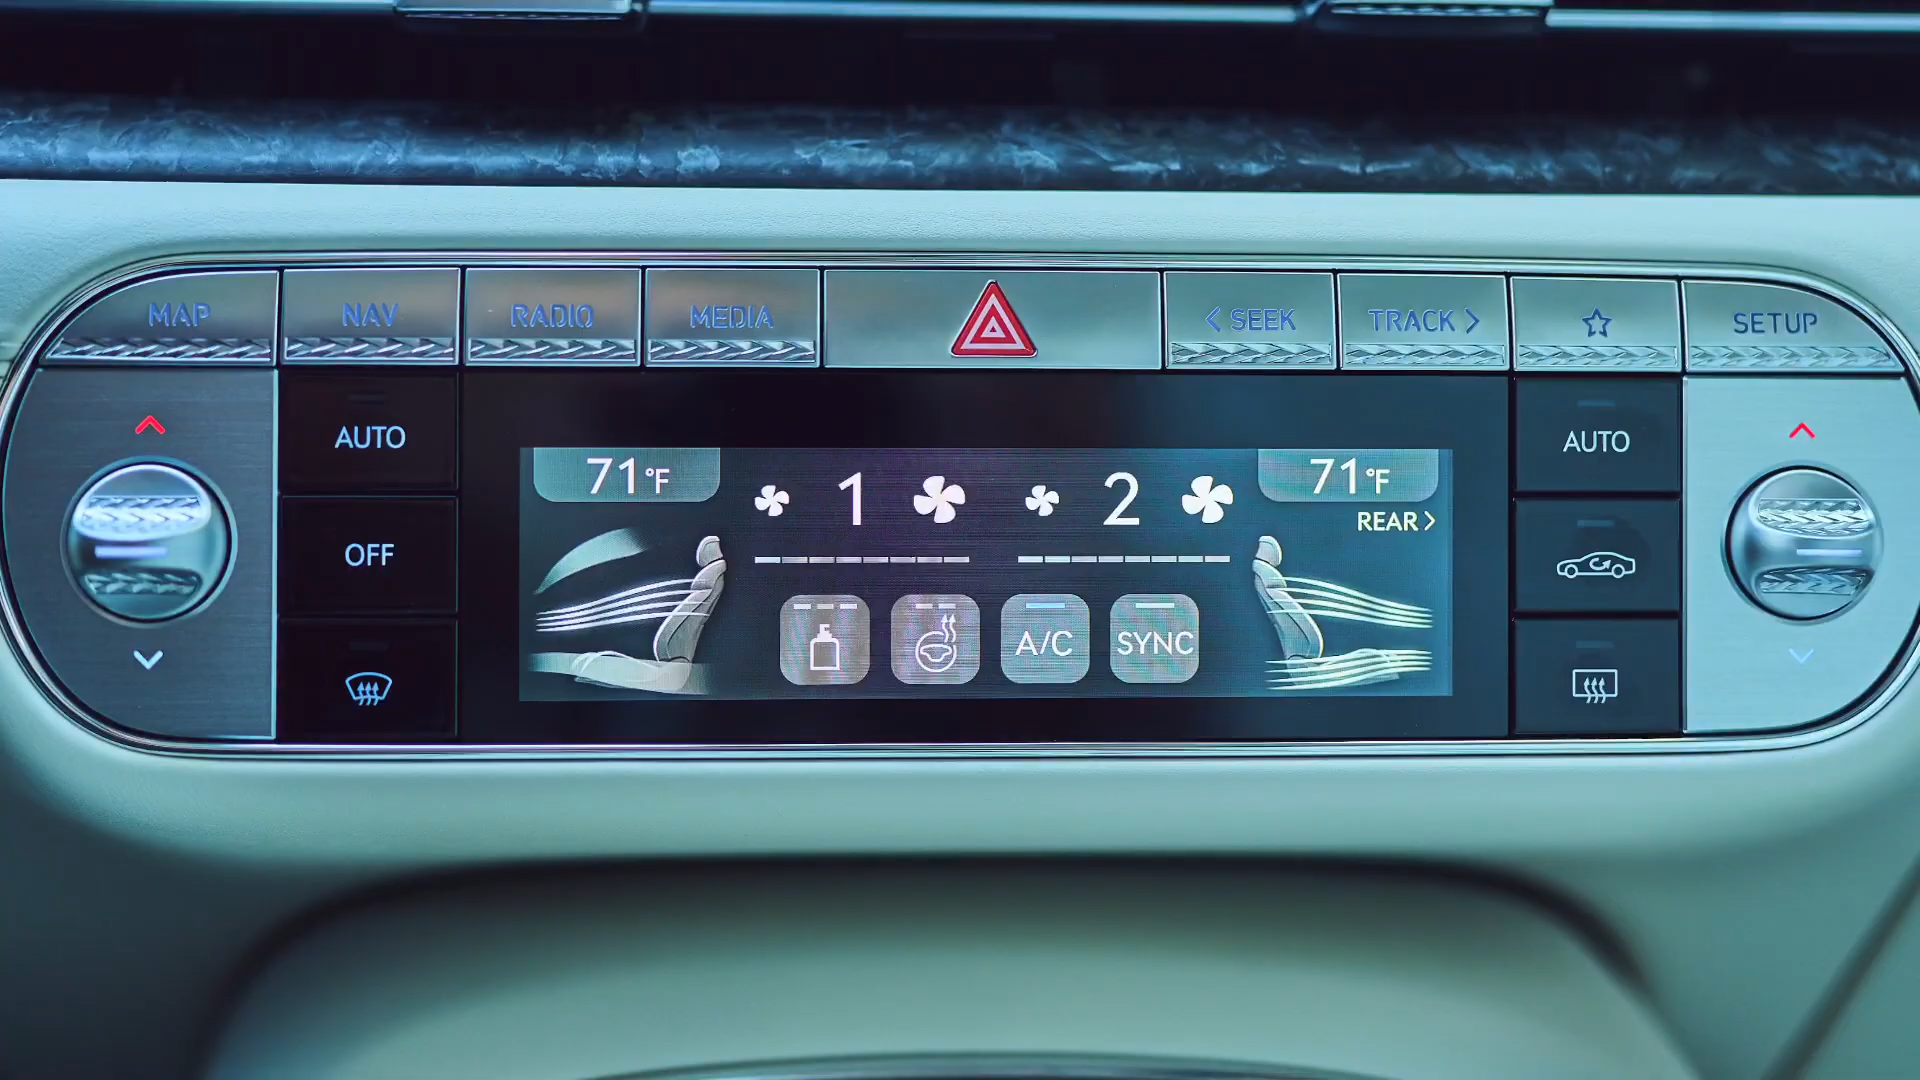 MAP NAV RADIO MEDIA < SEEK TRACK > SETUP
AUTO
OFF
71°F 1 2 71°F
REAR >
A/C SYNC
AUTO